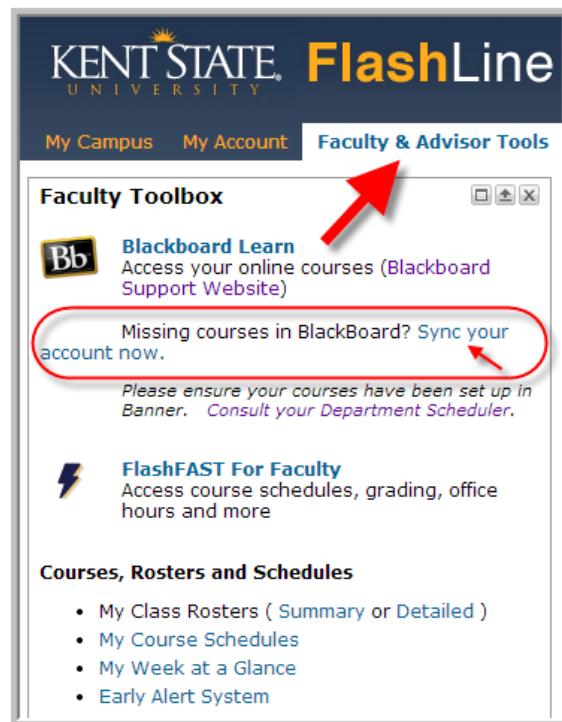 KENT STATE.
UNIVERSITY
FlashLine
My Campus My Account Faculty & Advisor Tools
Faculty Toolbox
Bb
Blackboard Learn
Access your online courses (Blackboard
Support Website)
Missing courses in BlackBoard? Sync your
account now.
Please ensure your courses have been set up in
Banner. Consult your Department Scheduler.
FlashFAST For Faculty
Access course schedules, grading, office
hours and more
Courses, Rosters and Schedules
• My Class Rosters ( Summary or Detailed )
• My Course Schedules
• My Week at a Glance
• Early Alert System